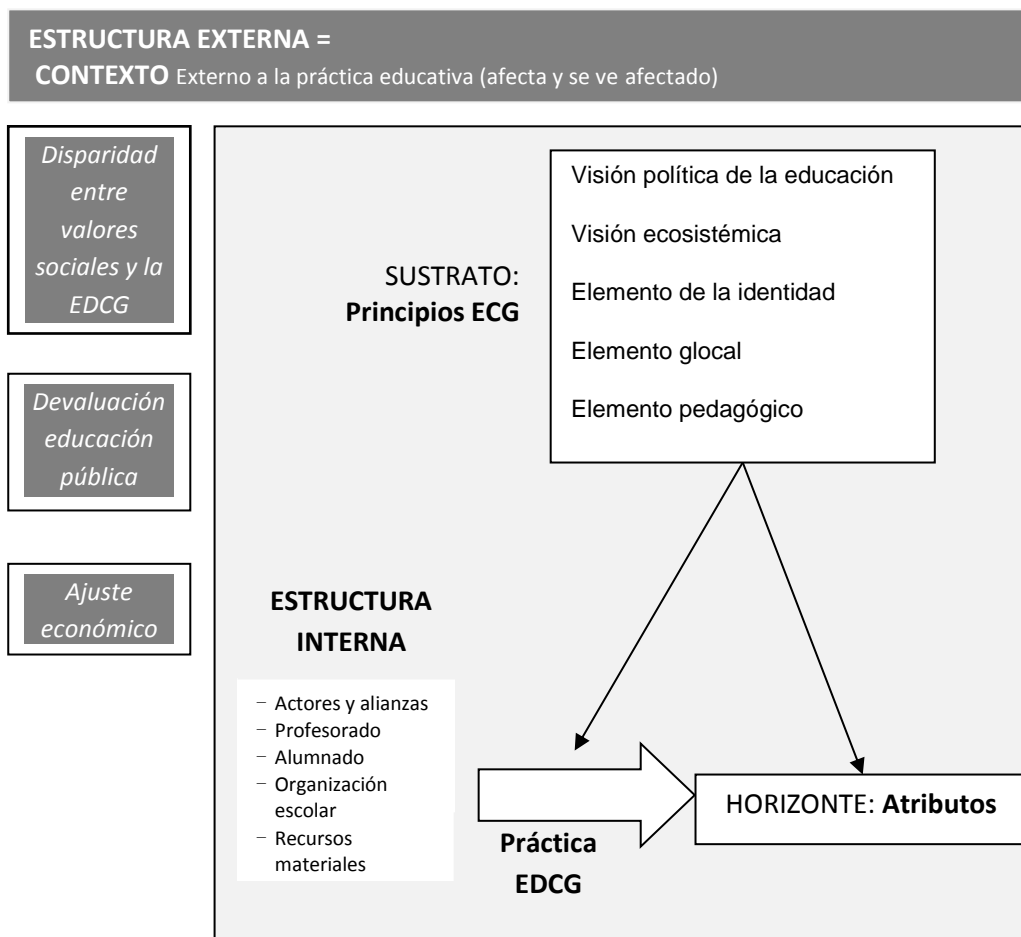 ESTRUCTURA EXTERNA =
CONTEXTO Externo a la práctica educativa (afecta y se ve afectado)
Disparidad
entre
valores
sociales y la
EDCG
Devaluación
educación
pública
Ajuste
económico
SUSTRATO:
Principios ECG
Visión política de la educación
Visión ecosistémica
Elemento de la identidad
Elemento glocal
Elemento pedagógico
ESTRUCTURA
INTERNA
− Actores y alianzas
− Profesorado
− Alumnado
− Organización
escolar
− Recursos
materiales
Práctica
EDCG
HORIZONTE: Atributos